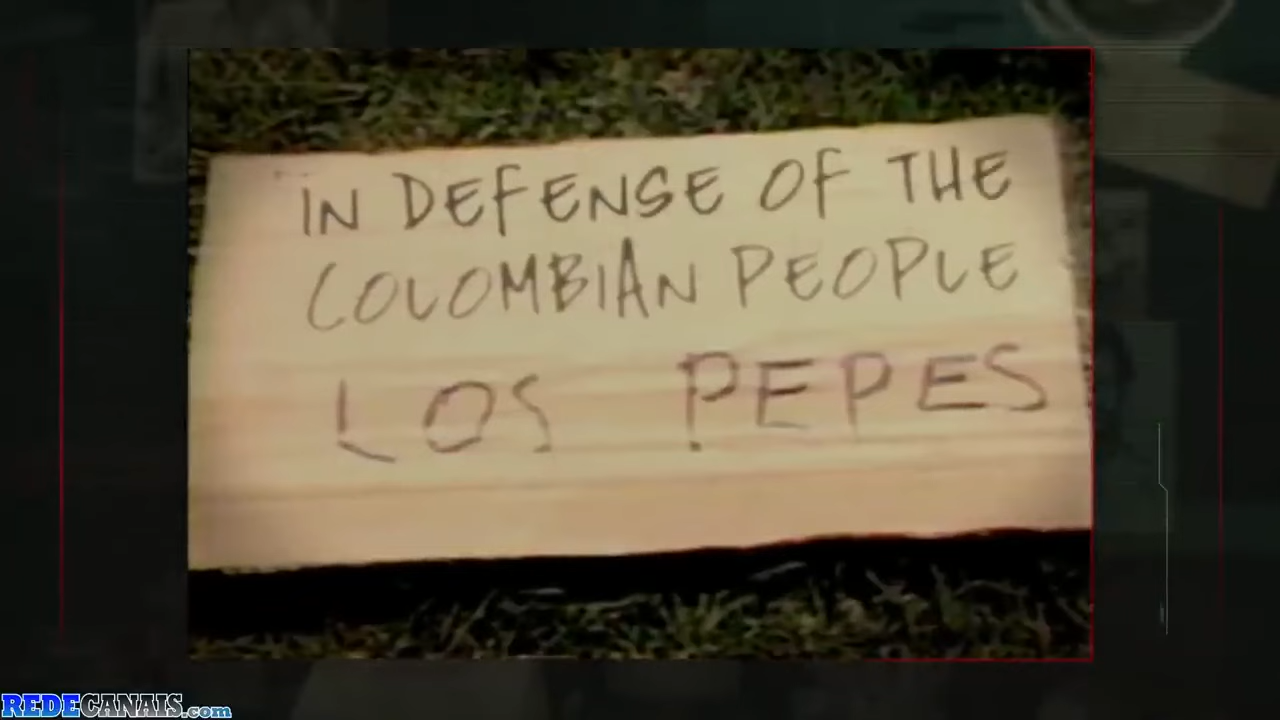 IN DEFENSE OF THE
COLOMBIAN PEOPLE
LOS PEPES
REDECANAIS.com